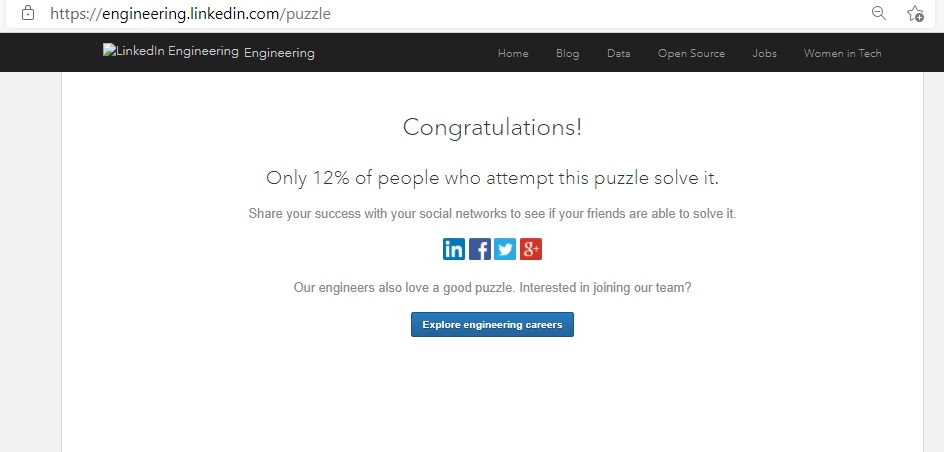 https://engineering.linkedin.com/puzzle
LinkedIn Engineering Engineering Home Blog Data Open Source Jobs Women in Tech
Congratulations!
Only 12% of people who attempt this puzzle solve it.
Share your success with your social networks to see if your friends are able to solve it.
in f g+
Our engineers also love a good puzzle. Interested in joining our team?
Explore engineering careers